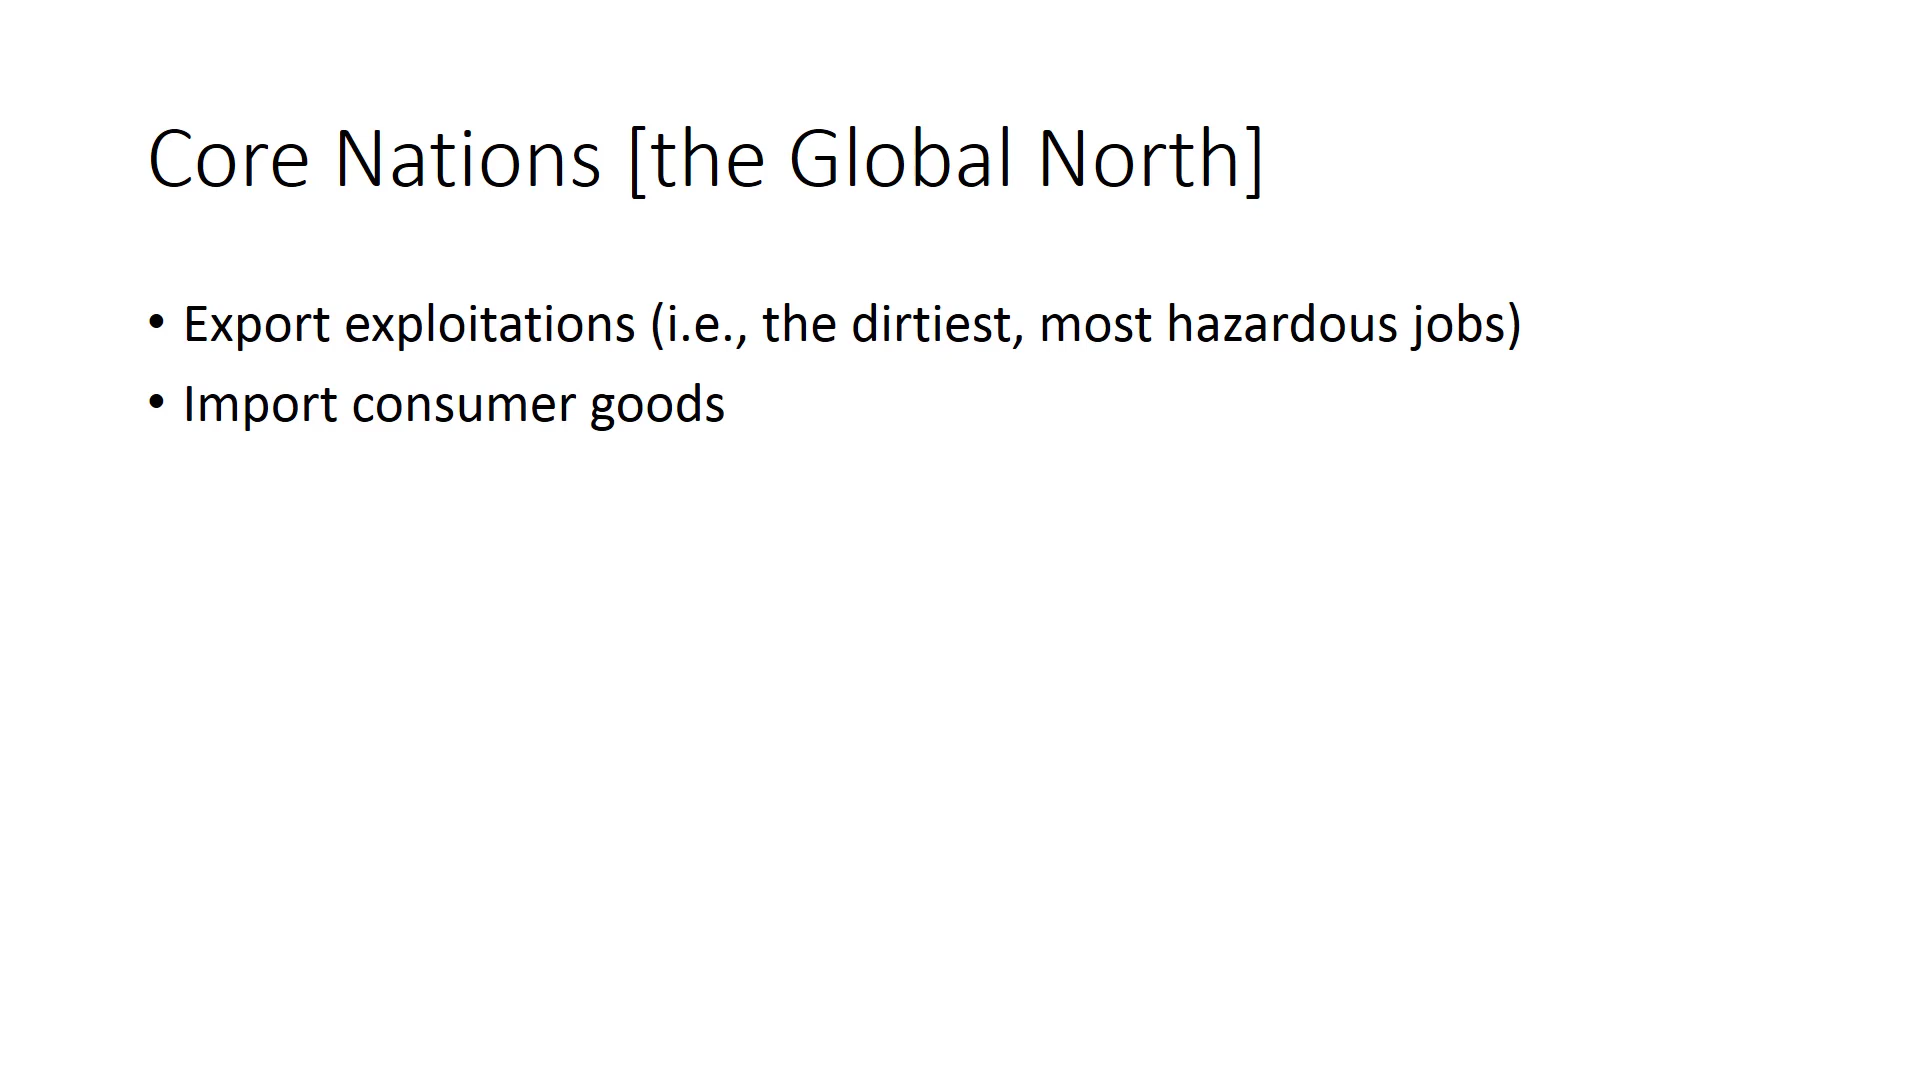 Core Nations [the Global North]
• Export exploitations (i.e., the dirtiest, most hazardous jobs)
• Import consumer goods